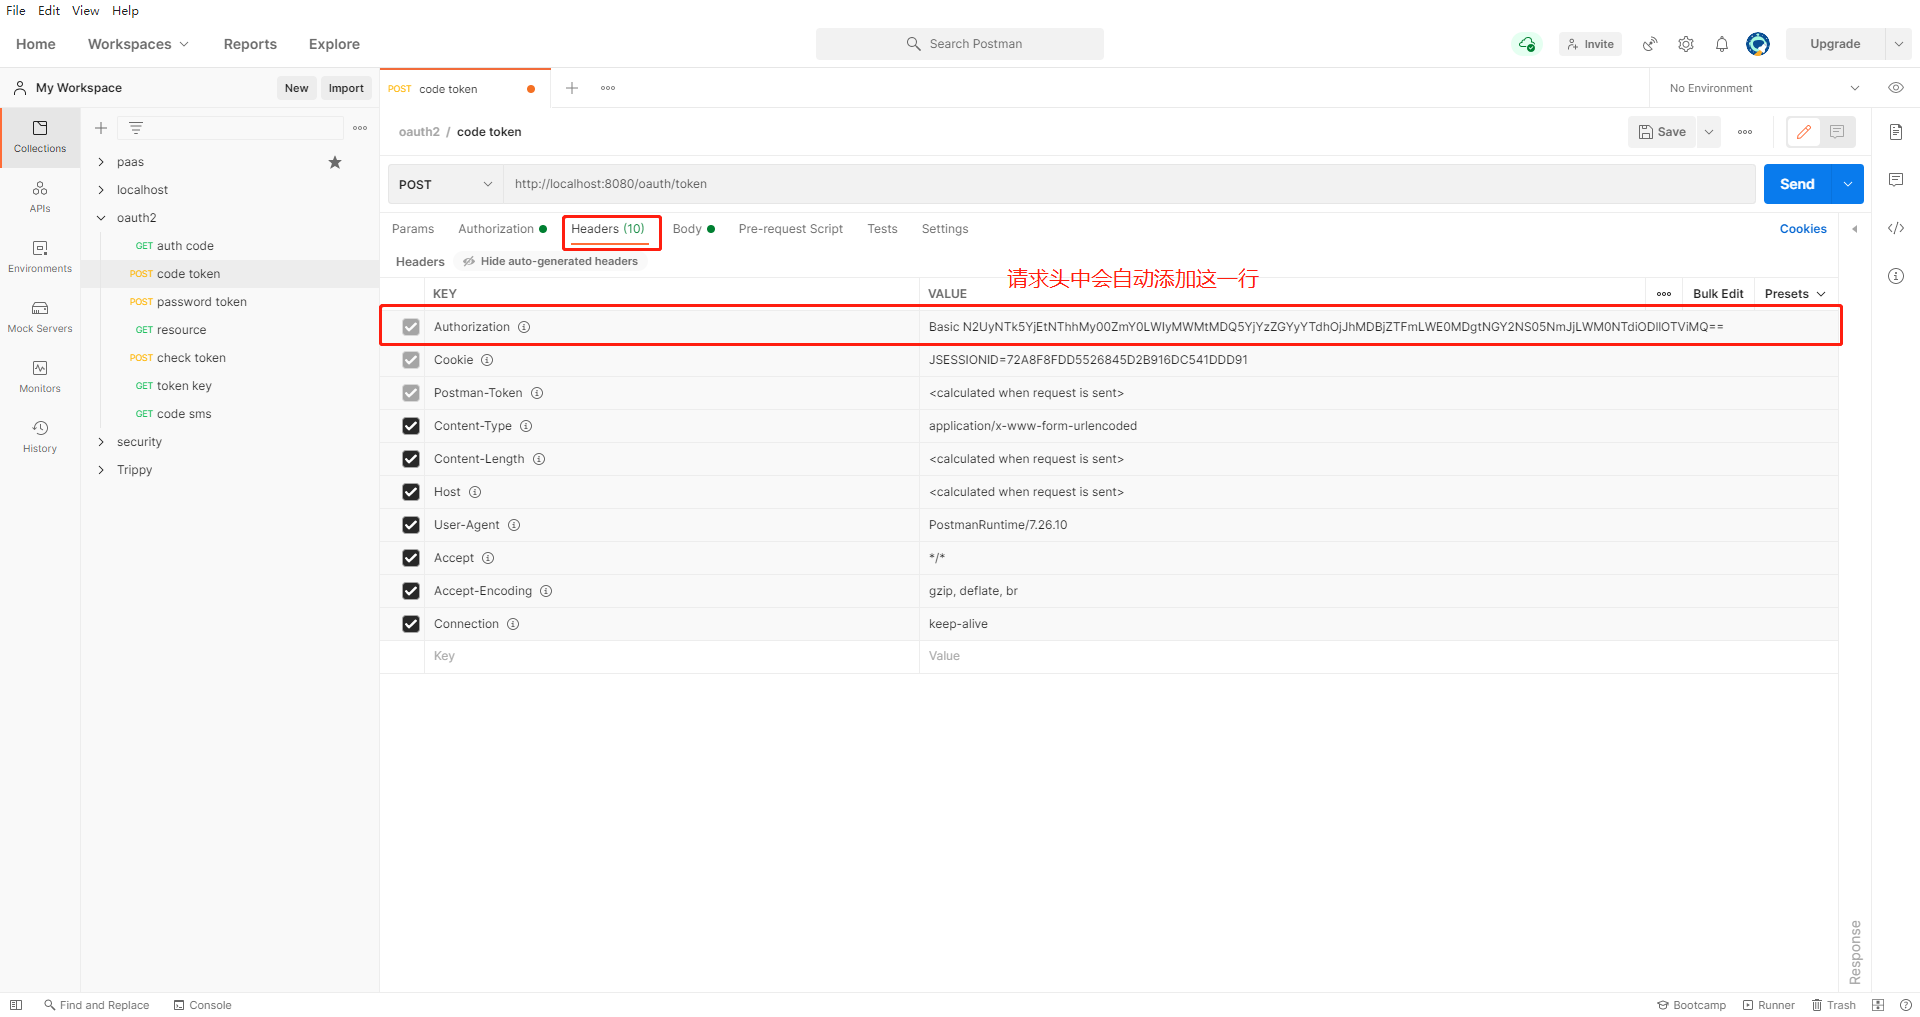 File Edit View Help
Home Workspaces Reports Explore Search Postman Invite Upgrade
My Workspace New Import POST code token No Environment
Collections
APIs
Environments
Mock Servers
Monitors
History
paas
localhost
oauth2
GET auth code
POST code token
POST password token
GET resource
POST check token
GET token key
GET code sms
security
Trippy
oauth2 / code token Save
POST http://localhost:8080/oauth/token Send
Params Authorization Headers (10) Body Pre-request Script Tests Settings Cookies
Headers Hide auto-generated headers
请求头中会自动添加这一行
KEY VALUE Bulk Edit Presets
Authorization Basic N2UyNTk5YjEtNThhMy00ZmY0LWIyMWMtMDQ5YjYzZGYyYTdhOjJhMDBjZTFmLWE0MDgtNGY2NS05NmJjLWM0NTdiODllOTViMQ==
Cookie JSESSIONID=72A8F8FDD5526845D2B916DC541DDD91
Postman-Token <calculated when request is sent>
Content-Type application/x-www-form-urlencoded
Content-Length <calculated when request is sent>
Host <calculated when request is sent>
User-Agent PostmanRuntime/7.26.10
Accept */*
Accept-Encoding gzip, deflate, br
Connection keep-alive
Key Value
Response
Find and Replace Console Bootcamp Runner Trash